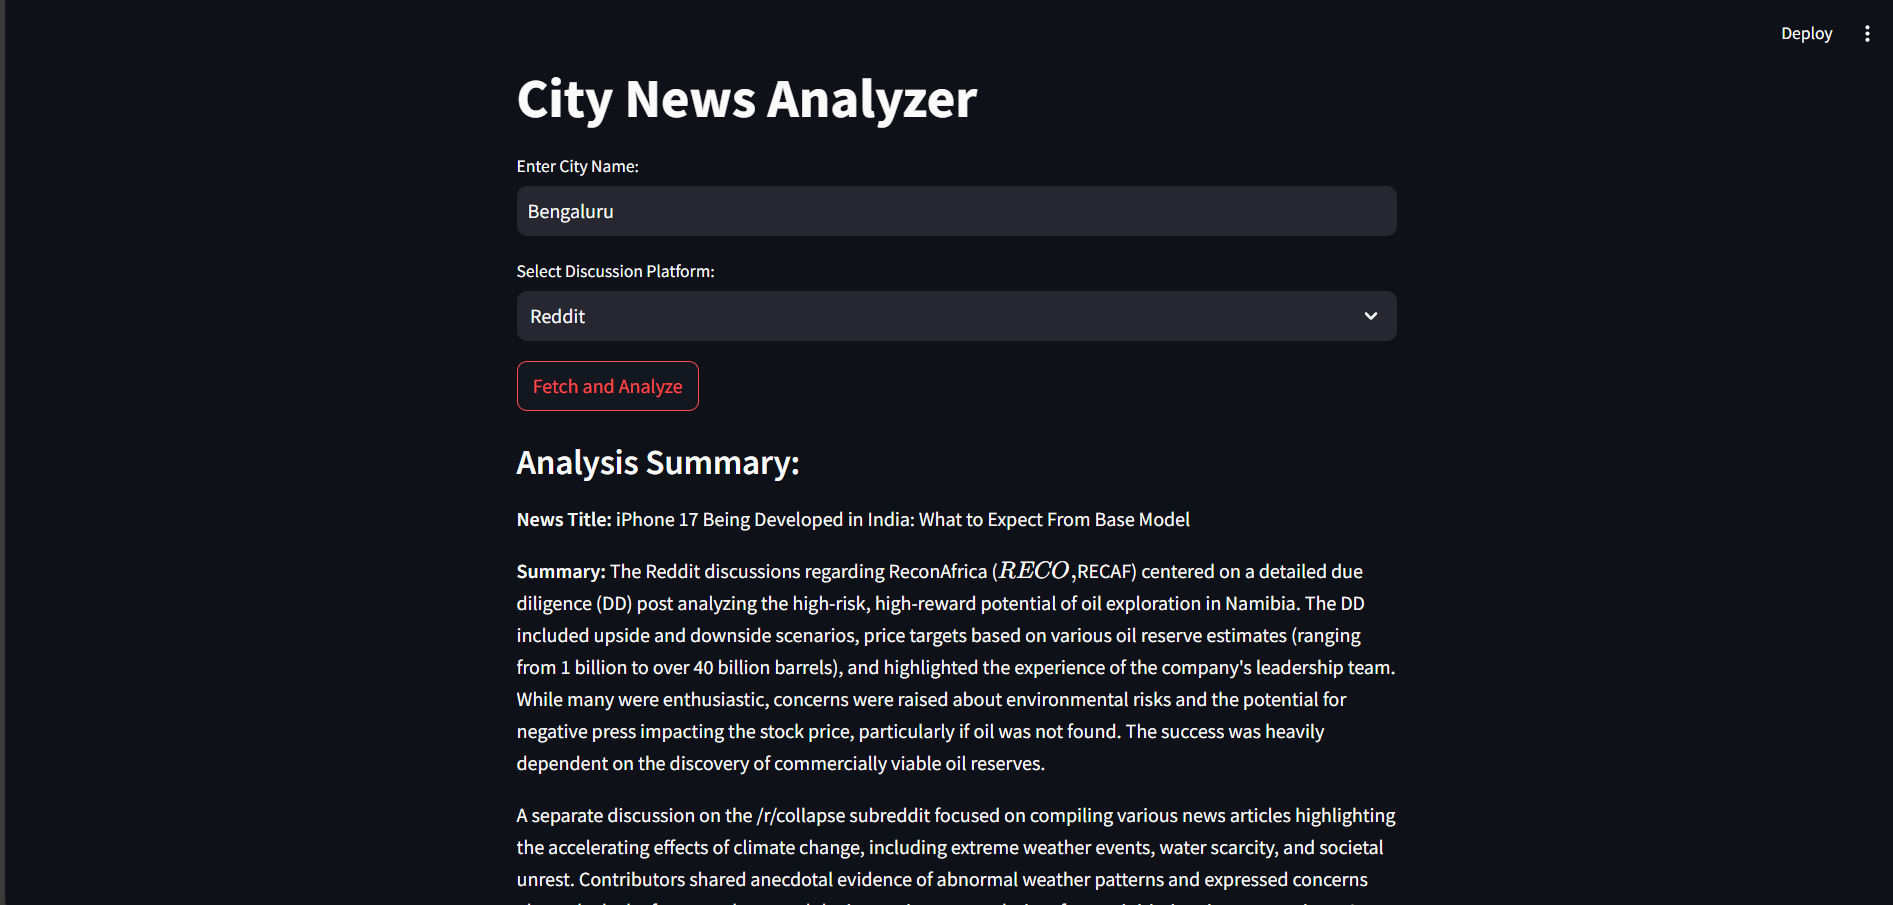 Deploy
City News Analyzer
Enter City Name:
Bengaluru
Select Discussion Platform:
Reddit
Fetch and Analyze
Analysis Summary:
News Title: iPhone 17 Being Developed in India: What to Expect From Base Model
Summary: The Reddit discussions regarding ReconAfrica (RECO,RECAF) centered on a detailed due
diligence (DD) post analyzing the high-risk, high-reward potential of oil exploration in Namibia. The DD
included upside and downside scenarios, price targets based on various oil reserve estimates (ranging
from 1 billion to over 40 billion barrels), and highlighted the experience of the company's leadership team.
While many were enthusiastic, concerns were raised about environmental risks and the potential for
negative press impacting the stock price, particularly if oil was not found. The success was heavily
dependent on the discovery of commercially viable oil reserves.
A separate discussion on the /r/collapse subreddit focused on compiling various news articles highlighting
the accelerating effects of climate change, including extreme weather events, water scarcity, and societal
unrest. Contributors shared anecdotal evidence of abnormal weather patterns and expressed concerns